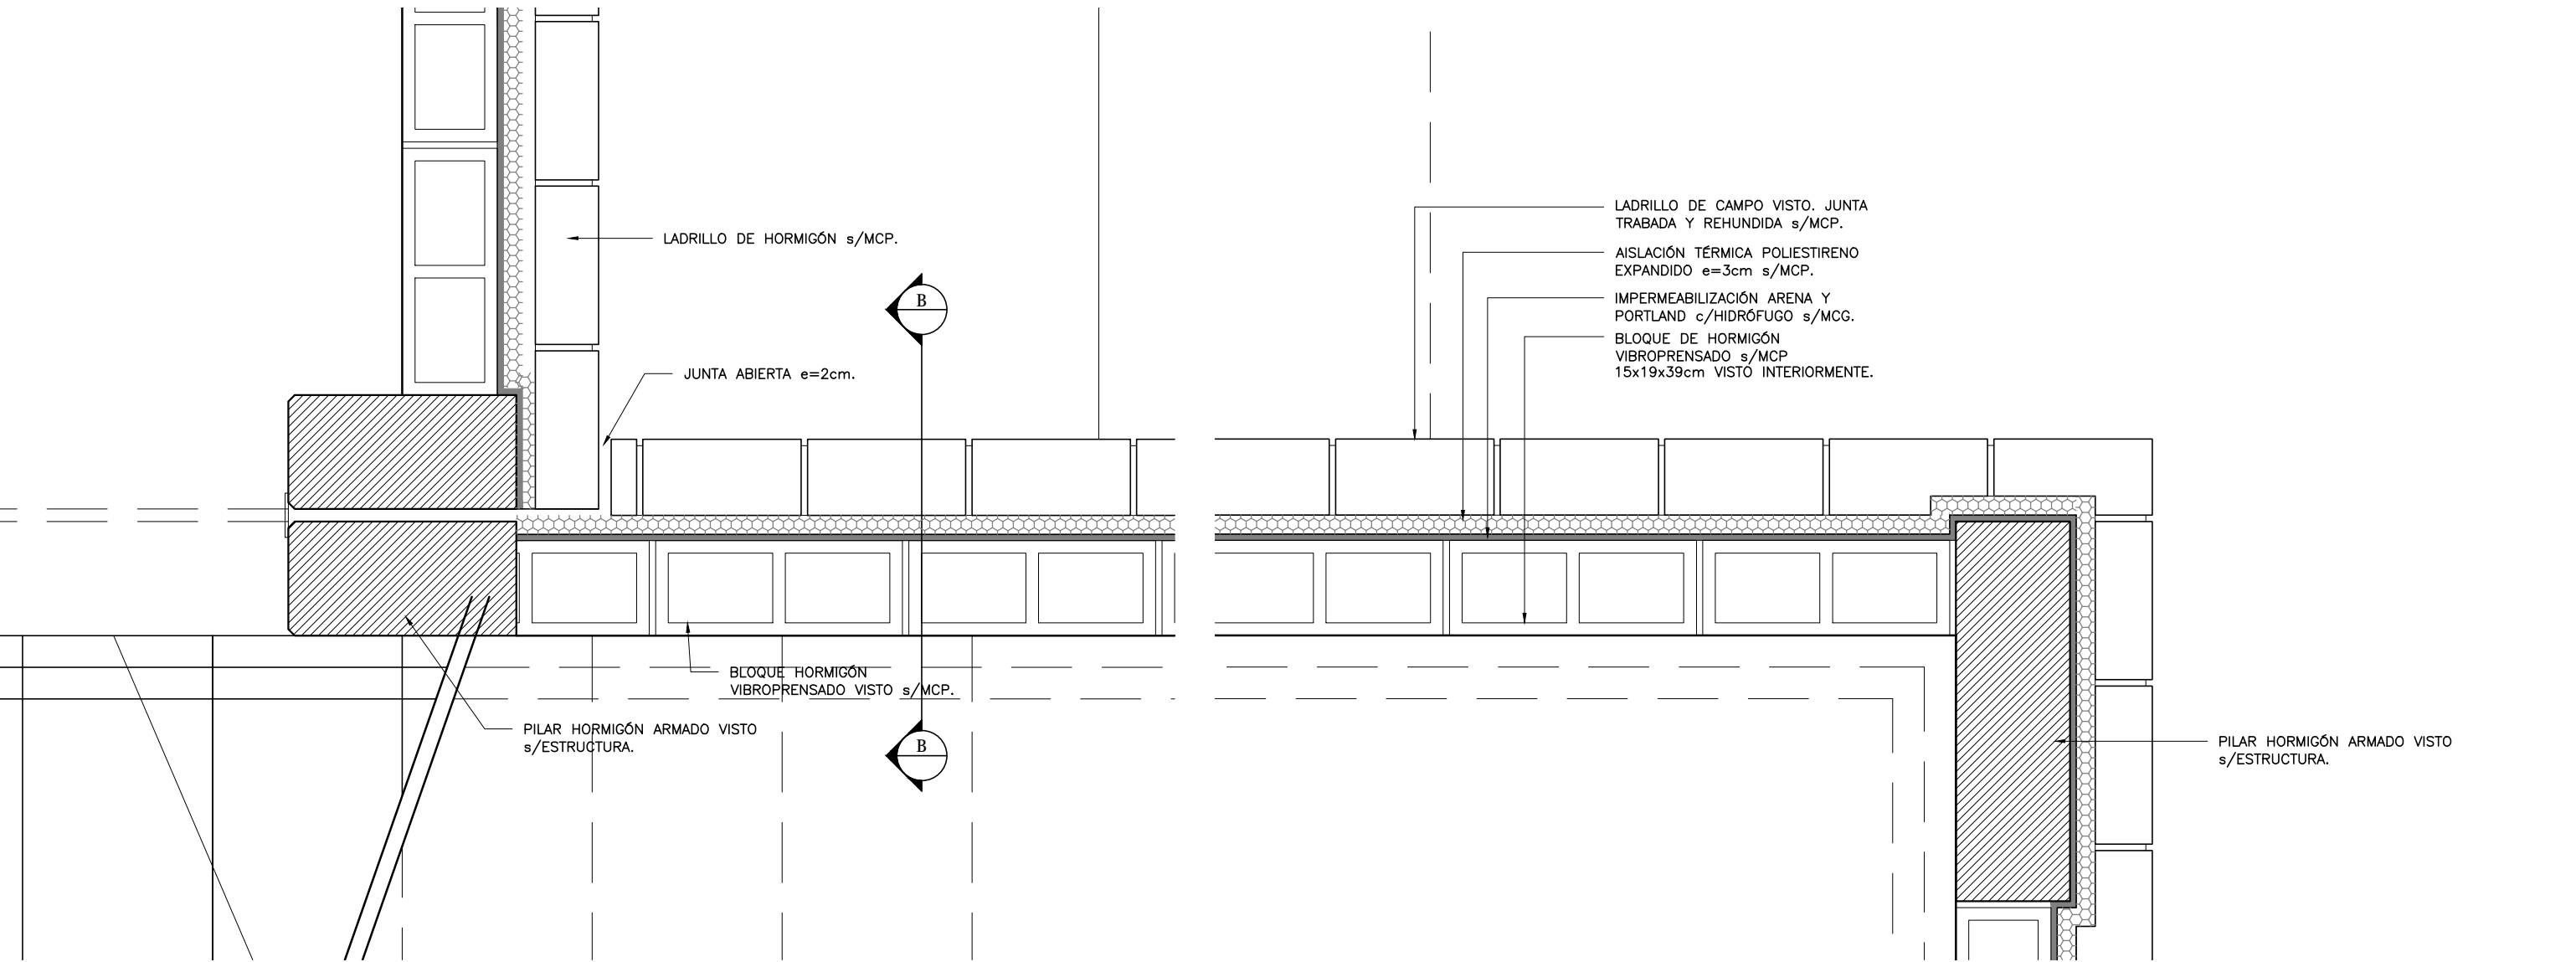 LADRILLO DE CAMPO VISTO. JUNTA
TRABADA Y REHUNDIDA s/MCP.
LADRILLO DE HORMIGÓN s/MCP.
AISLACIÓN TÉRMICA POLIESTIRENO
EXPANDIDO e=3cm s/MCP.
IMPERMEABILIZACIÓN ARENA Y
PORTLAND c/HIDRÓFUGO s/MCG.
B
BLOQUE DE HORMIGÓN
VIBROPRENSADO s/MCP
15x19x39cm VISTO INTERIORMENTE.
JUNTA ABIERTA e=2cm.
BLOQUE HORMIGÓN
VIBROPRENSADO VISTO s/MCP.
PILAR HORMIGÓN ARMADO VISTO
s/ESTRUCTURA.
B
PILAR HORMIGÓN ARMADO VISTO
s/ESTRUCTURA.